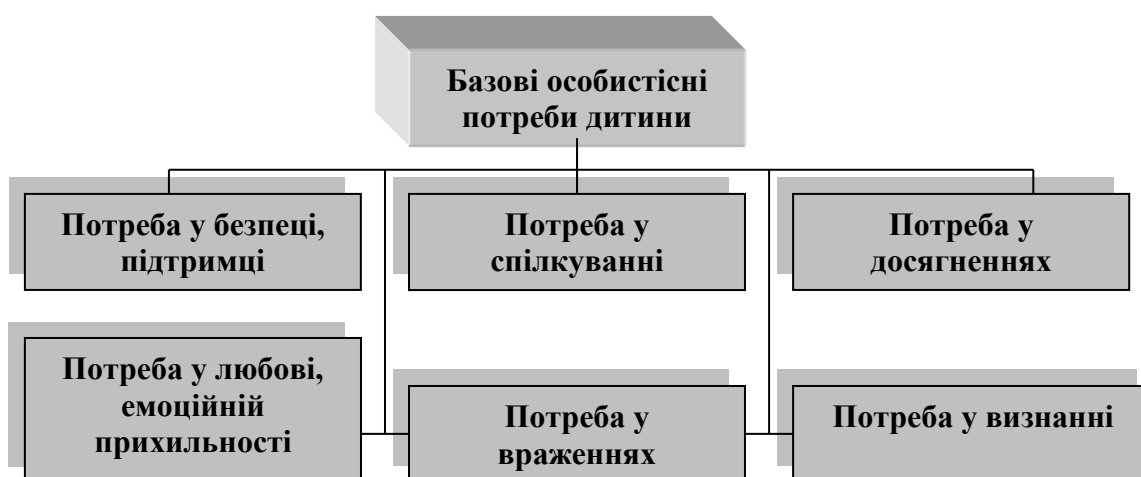 Базові особистісні
потреби дитини
Потреба у безпеці,
підтримці
Потреба у
спілкуванні
Потреба у
досягненнях
Потреба у любові,
емоційній
прихильності
Потреба у
враженнях
Потреба у визнанні